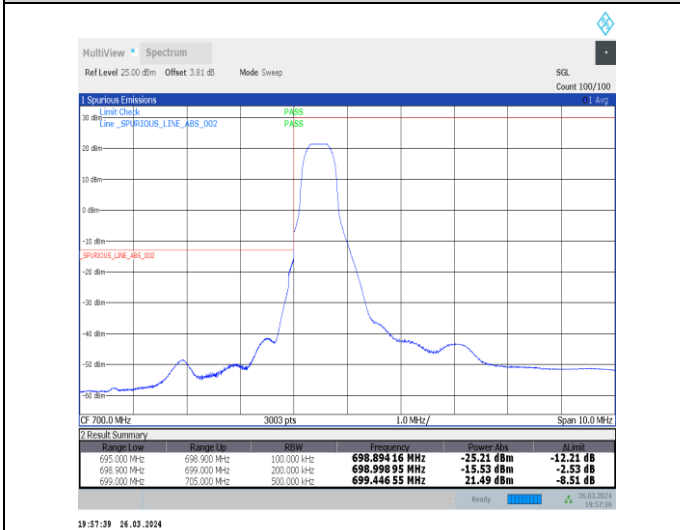 MultiView Spectrum
Ref Level 25.00 dBm Offset 3.81 dB Mode Sweep SGL
Count 100/100
1 Spurious Emissions 1 Avg
Limit Check PASS
30 dBm
Line _SPURIOUS_LINE_ABS_002 PASS
20 dBm
10 dBm
0 dBm
-10 dBm
_SPURIOUS_LINE_ABS_002
-20 dBm
-30 dBm
-40 dBm
-50 dBm
-60 dBm
CF 700.0 MHz 3003 pts 1.0 MHz/ Span 10.0 MHz
2 Result Summary
Range Low Range Up RBW Frequency Power Abs ΔLimit
695.000 MHz 698.900 MHz 100.000 kHz 698.894 16 MHz -25.21 dBm -12.21 dB
698.900 MHz 699.000 MHz 200.000 kHz 698.998 95 MHz -15.53 dBm -2.53 dB
699.000 MHz 705.000 MHz 500.000 kHz 699.446 55 MHz 21.49 dBm -8.51 dB
Ready 26.03.2024
19:57:39
19:57:39 26.03.2024